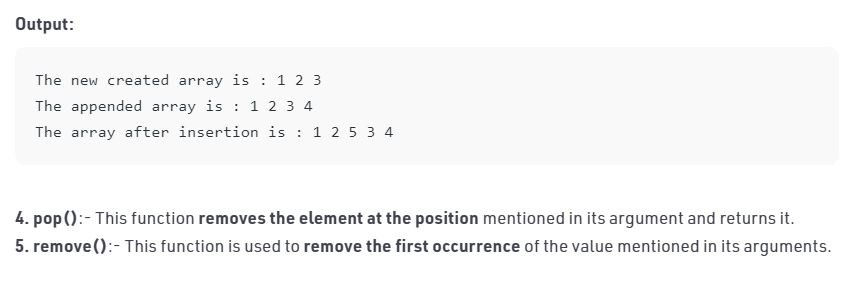 Output:
The new created array is : 1 2 3
The appended array is : 1 2 3 4
The array after insertion is : 1 2 5 3 4
4. pop():- This function removes the element at the position mentioned in its argument and returns it.
5. remove():- This function is used to remove the first occurrence of the value mentioned in its arguments.